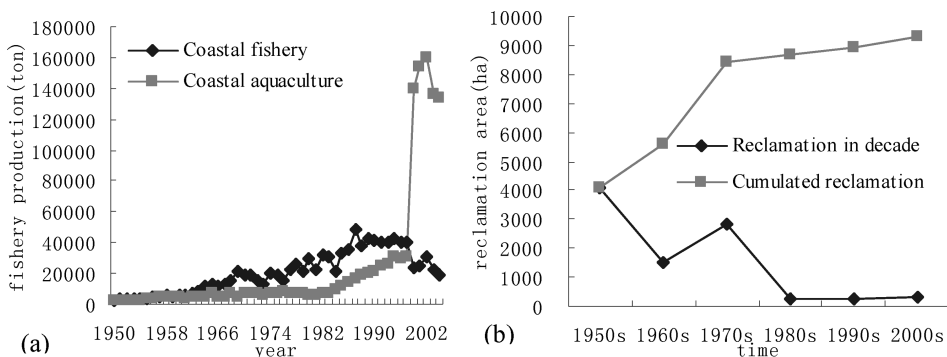 180000
160000
140000
120000
100000
80000
60000
40000
20000
0
fishery production(ton)
Coastal fishery
Coastal aquaculture
1950 1958 1966 1974 1982 1990 2002
year
(a)
10000
9000
8000
7000
6000
5000
4000
3000
2000
1000
0
reclamation area(ha)
Reclamation in decade
Cumulated reclamation
1950s 1960s 1970s 1980s 1990s 2000s
time
(b)